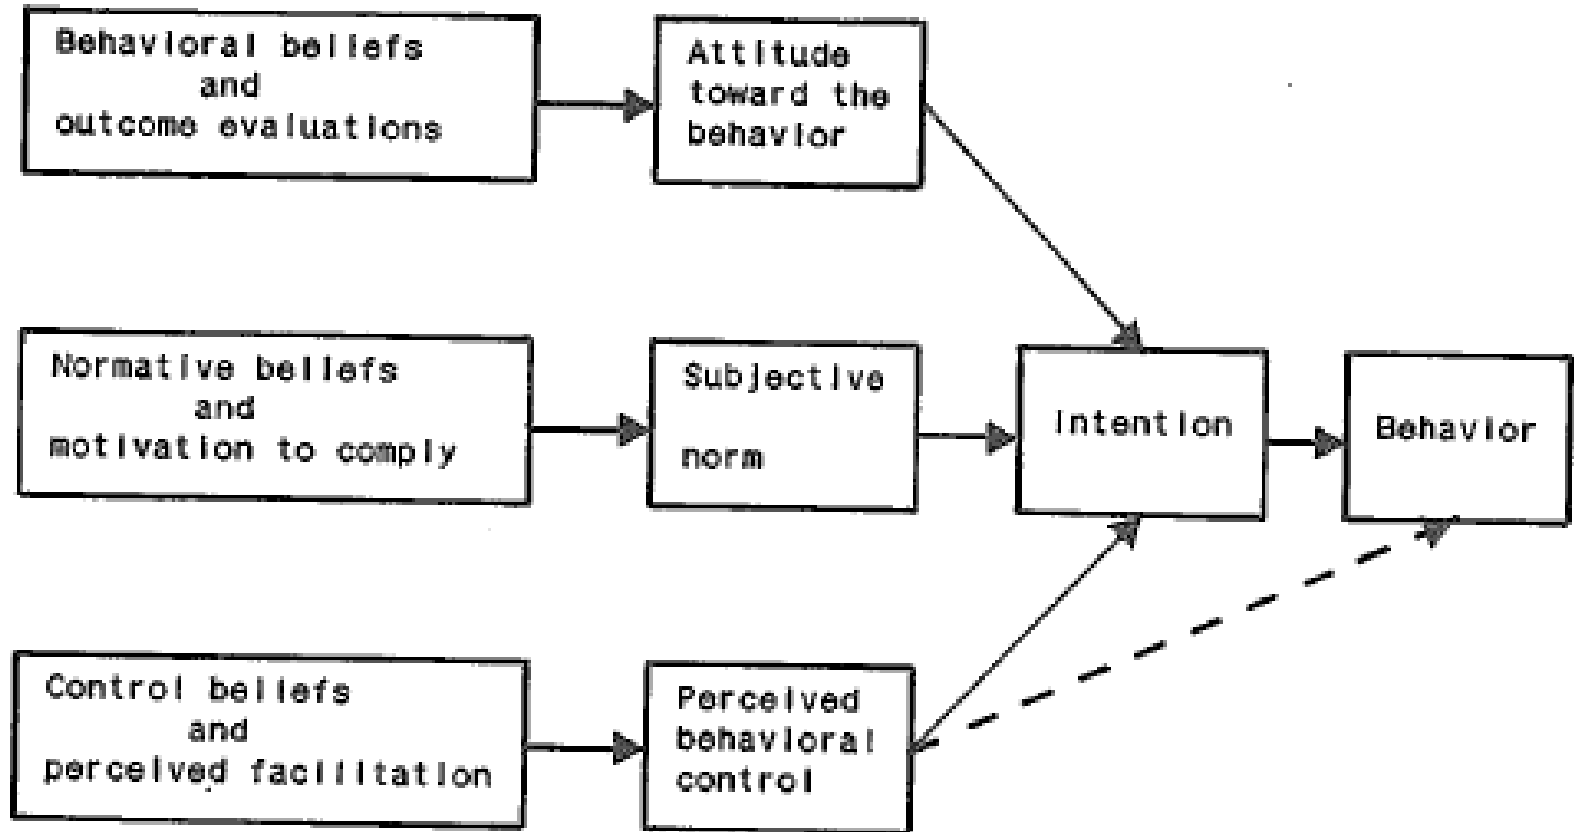 Behavioral beliefs
and
outcome evaluations
Attitude
toward the
behavior
Normative beliefs
and
motivation to comply
Subjective
norm
Intention
Behavior
Control beliefs
and
perceived facilitation
Perceived
behavioral
control